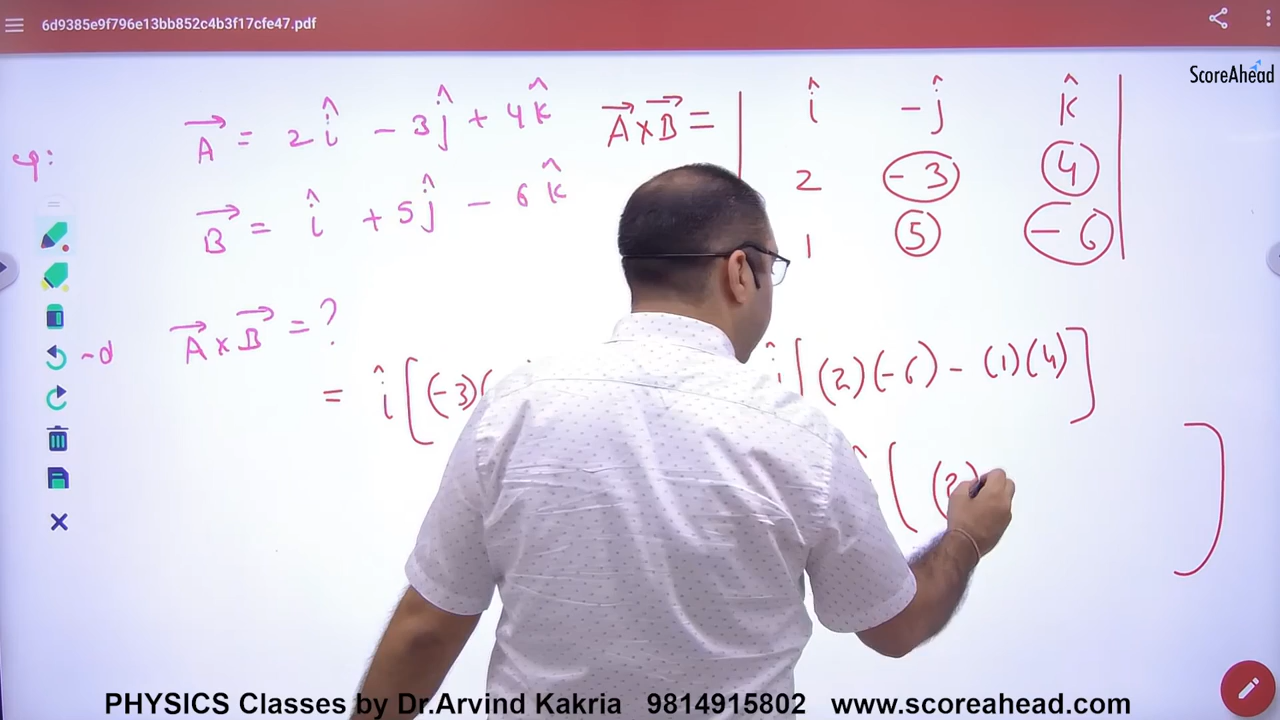 6d9385e9f796e13bb852c4b3f17cfe47.pdf
ScoreAhead
A⃗ = 2î - 3ĵ + 4k̂
B⃗ = î + 5ĵ - 6k̂
A⃗ × B⃗ = ?
A⃗ × B⃗ = | î -ĵ k̂ |
2 -3 4
1 5 -6
= î [ (-3)(
î [ (2)(-6) - (1)(4) ]
[ (2) ]
PHYSICS Classes by Dr.Arvind Kakria 9814915802 www.scoreahead.com